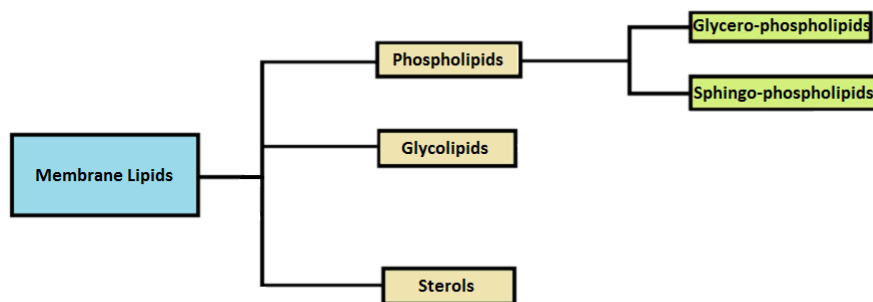 Glycero-phospholipids
Phospholipids
Sphingo-phospholipids
Glycolipids
Membrane Lipids
Sterols